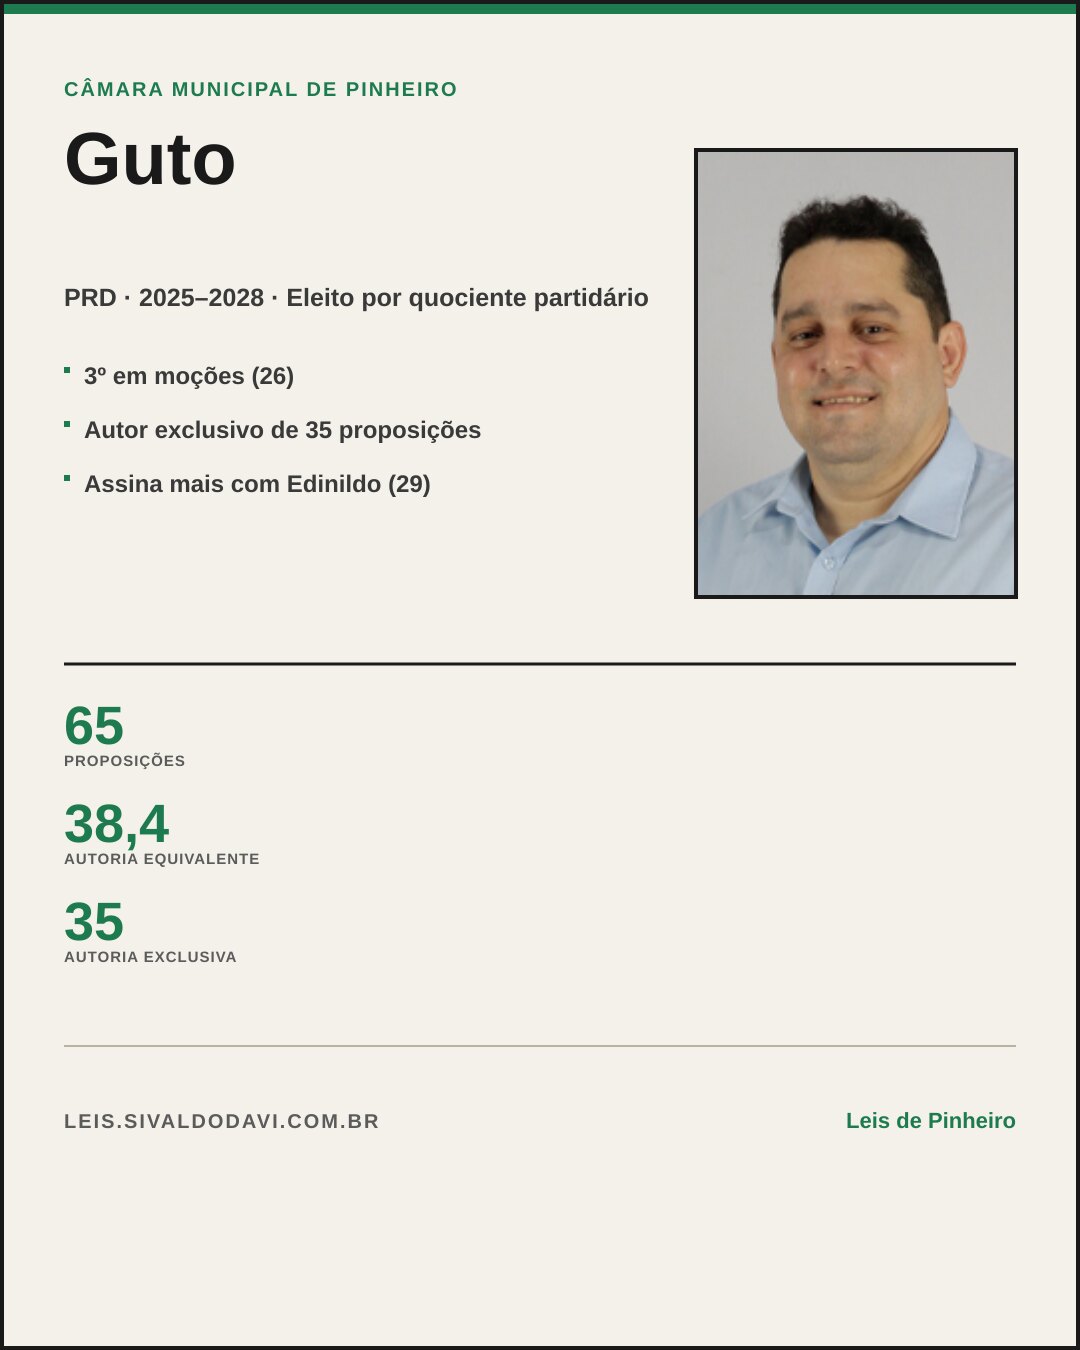 CÂMARA MUNICIPAL DE PINHEIRO
Guto
PRD · 2025–2028 · Eleito por quociente partidário
3º em moções (26)
Autor exclusivo de 35 proposições
Assina mais com Edinildo (29)
65
PROPOSIÇÕES
38,4
AUTORIA EQUIVALENTE
35
AUTORIA EXCLUSIVA
LEIS.SIVALDODAVI.COM.BR
Leis de Pinheiro